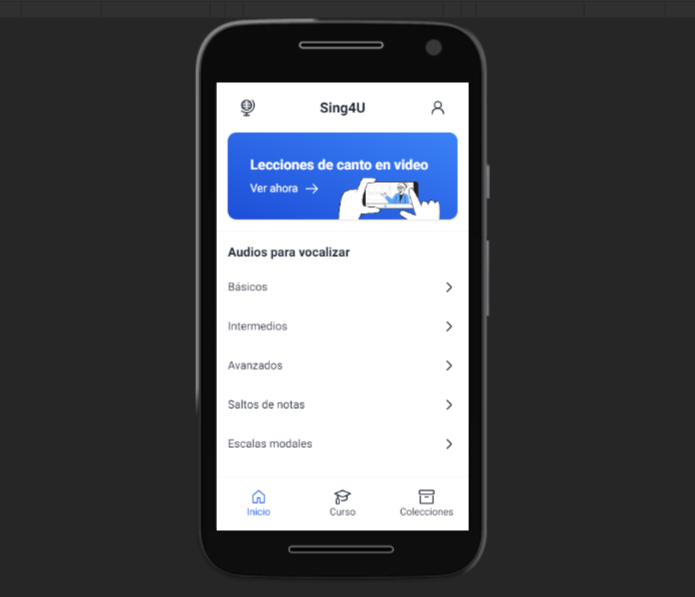 Sing4U
Lecciones de canto en video
Ver ahora →
Audios para vocalizar
Básicos
Intermedios
Avanzados
Saltos de notas
Escalas modales
Inicio
Curso
Colecciones